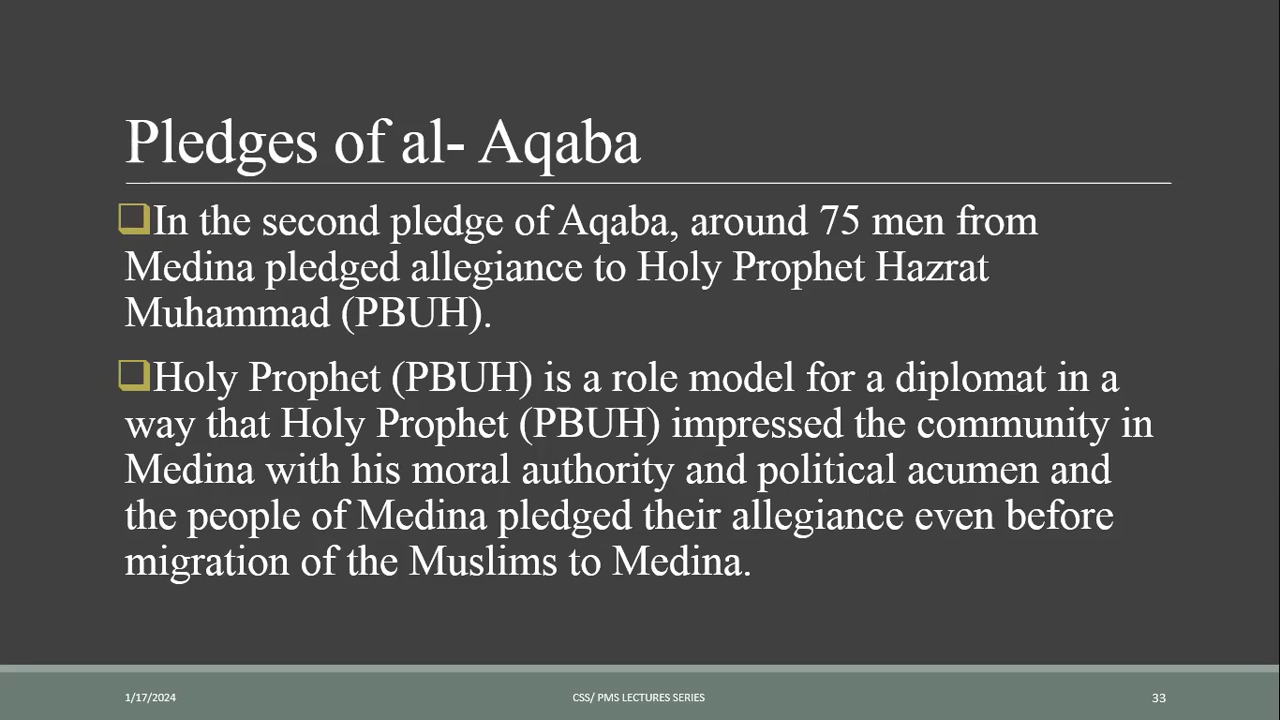 Pledges of al- Aqaba
❑In the second pledge of Aqaba, around 75 men from
Medina pledged allegiance to Holy Prophet Hazrat
Muhammad (PBUH).
❑Holy Prophet (PBUH) is a role model for a diplomat in a
way that Holy Prophet (PBUH) impressed the community in
Medina with his moral authority and political acumen and
the people of Medina pledged their allegiance even before
migration of the Muslims to Medina.
1/17/2024
CSS/ PMS LECTURES SERIES
33